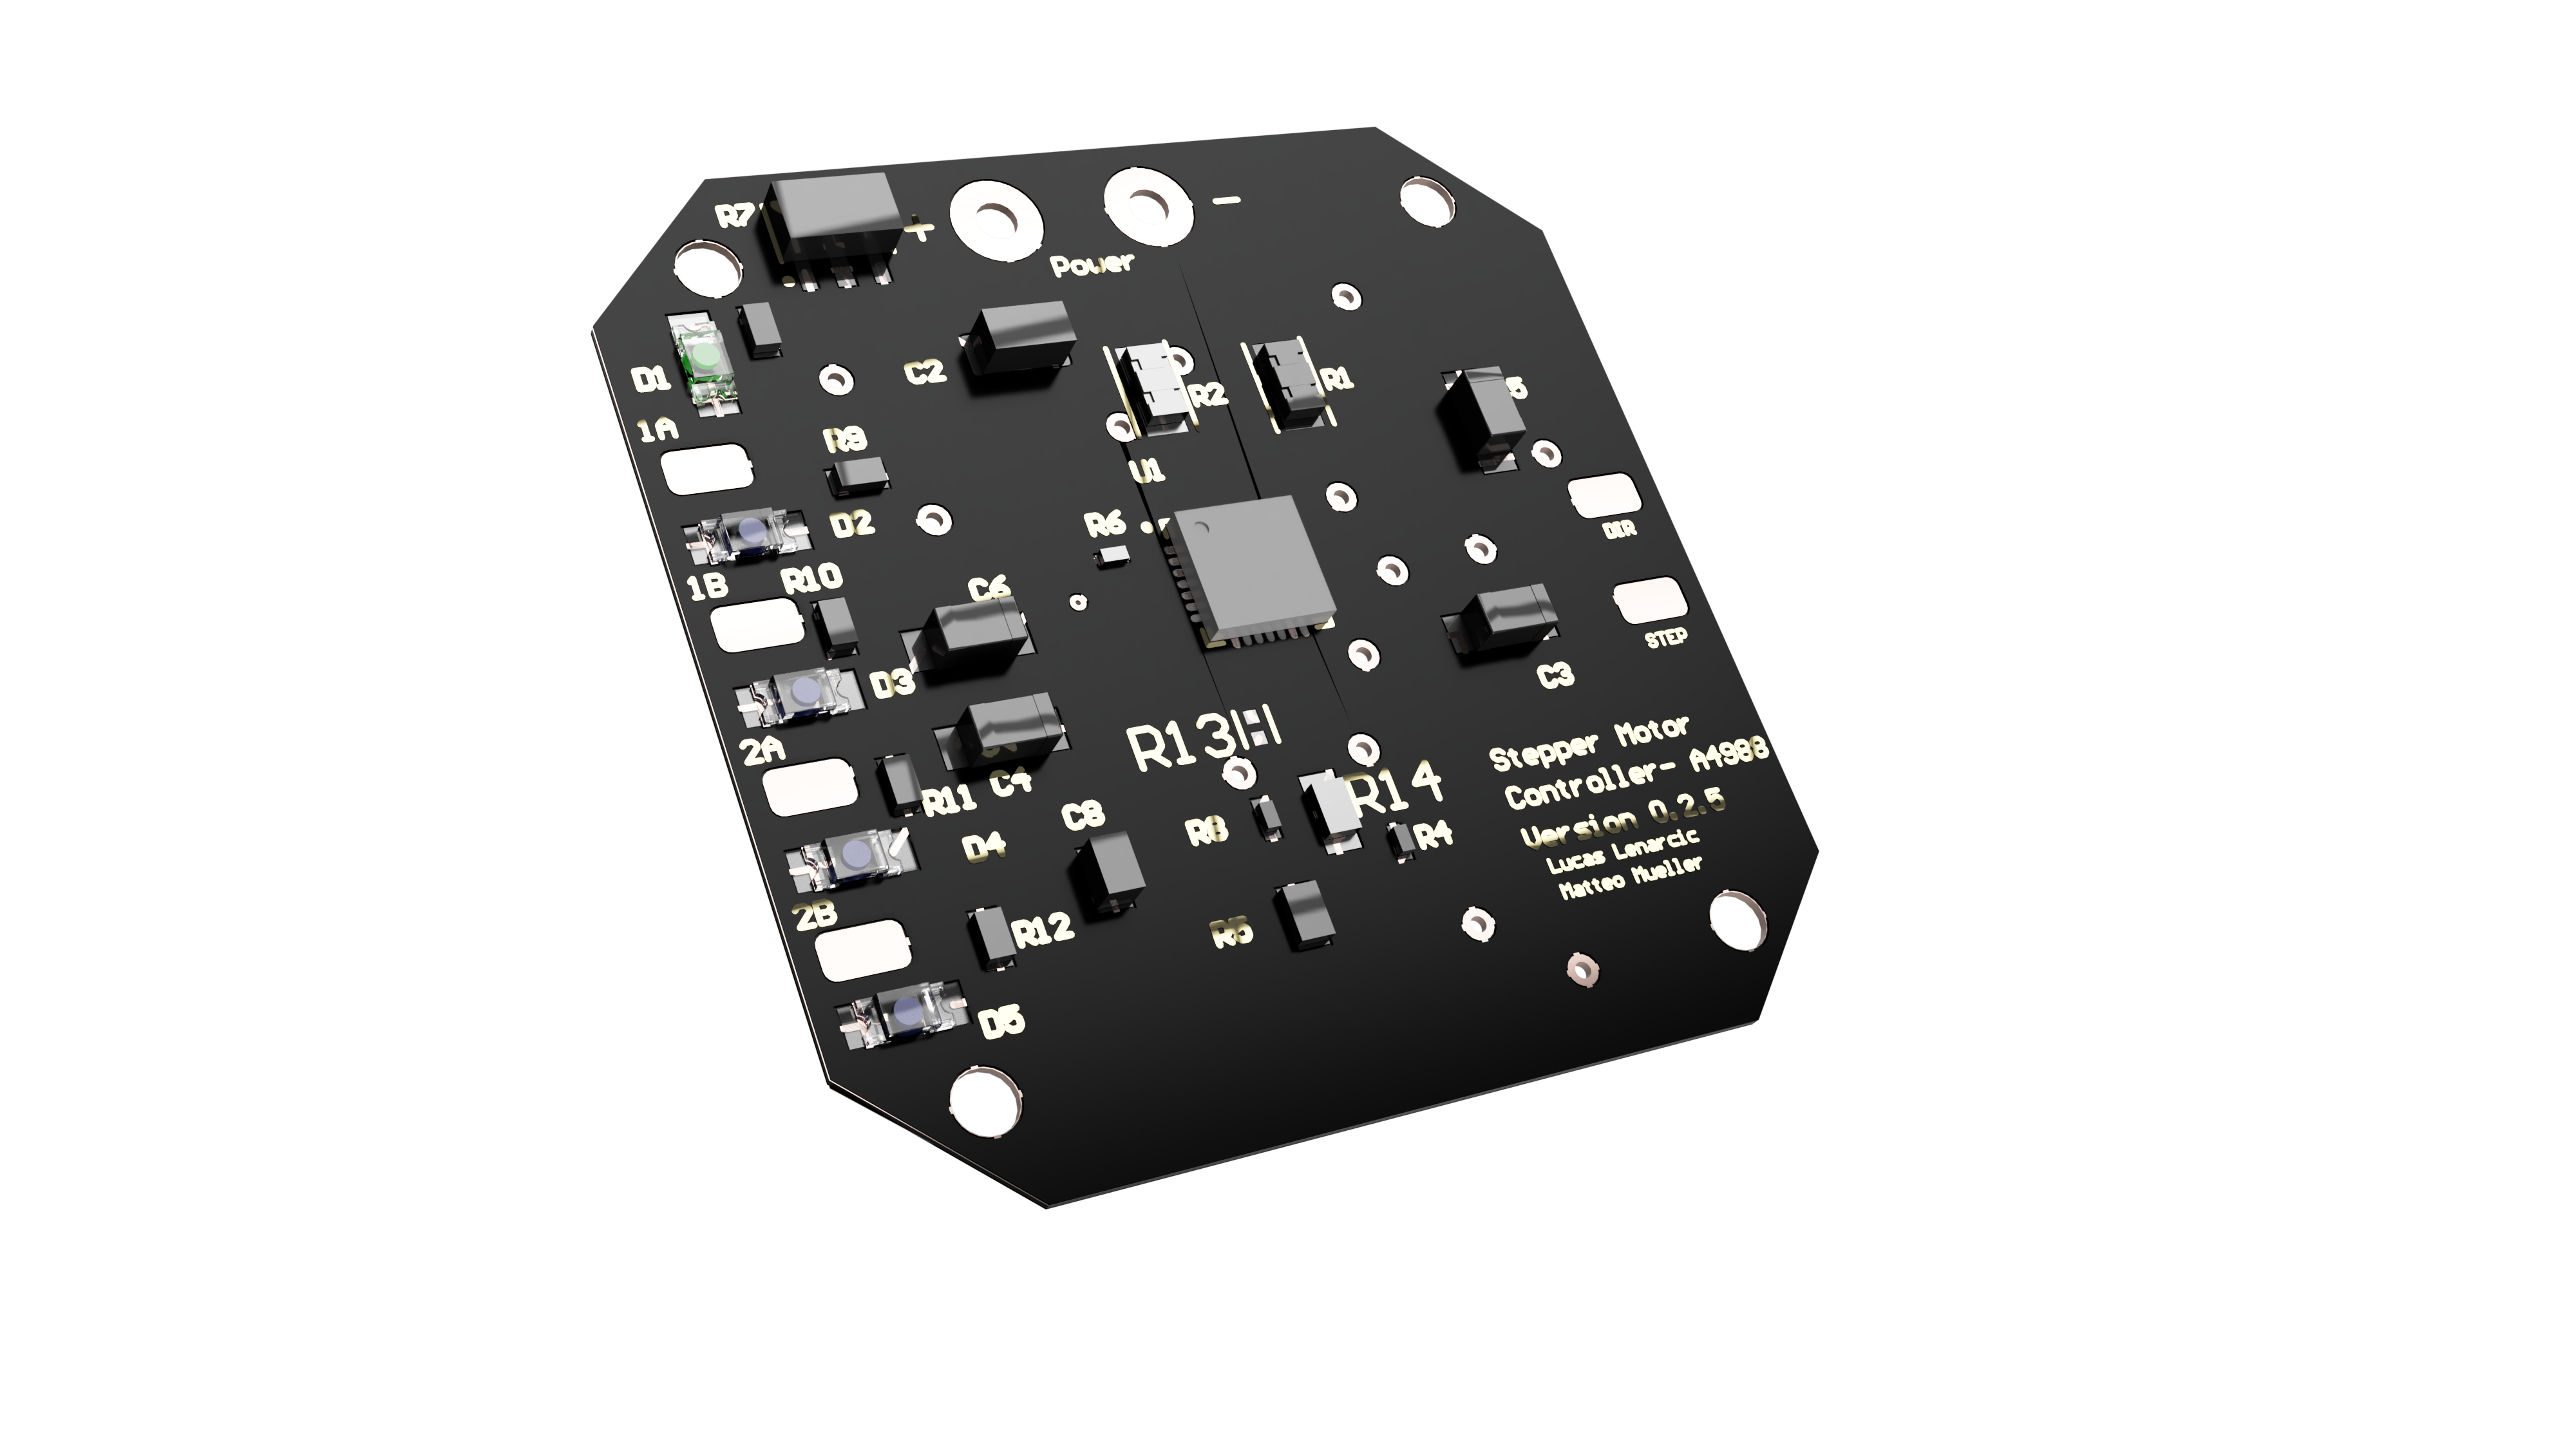 R7
+
-
Power
D1
C2
R2
R1
5
1A
R9
U1
D2
R6
DIR
1B
R10
C6
STEP
D3
C3
2A
R13
Stepper Motor
Controller- A4988
Version 0.2.5
Lucas Lenarcic
Matteo Mueller
C4
R11
R14
C8
R8
R4
D4
2B
R12
R5
D5